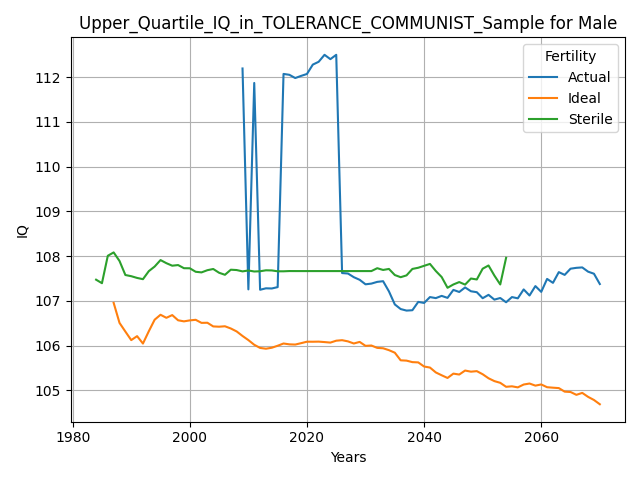 Upper_Quartile_IQ_in_TOLERANCE_COMMUNIST_Sample for Male
Fertility
Actual
Ideal
Sterile
112
111
110
109
108
107
106
105
IQ
1980
2000
2020
2040
2060
Years